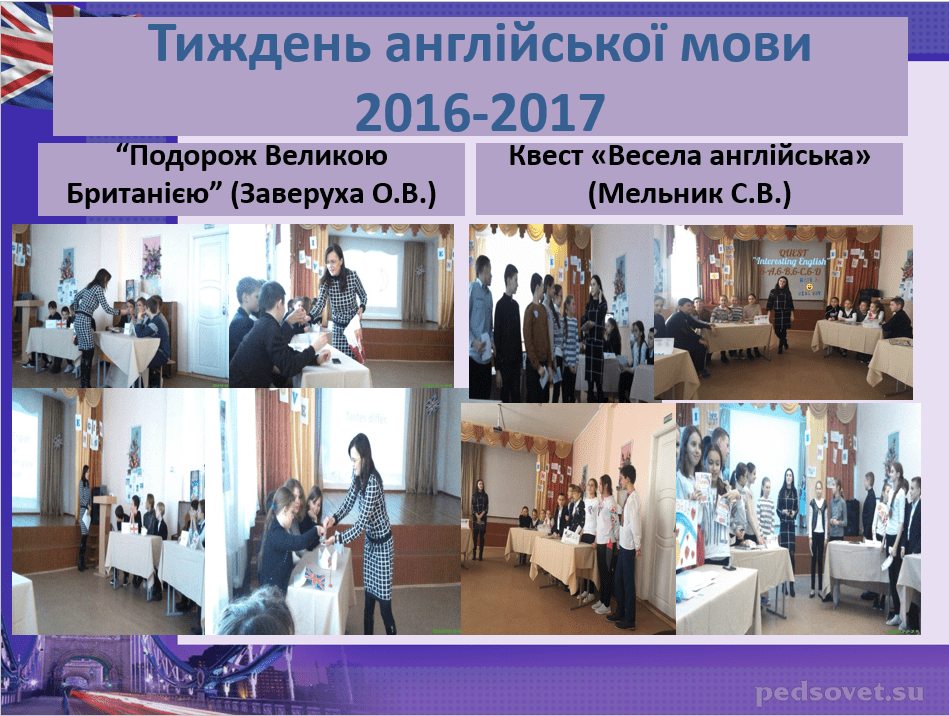 Тиждень англійської мови
2016-2017
“Подорож Великою
Британією” (Заверуха О.В.)
Квест «Весела англійська»
(Мельник С.В.)
QUEST
"Interesting English
pedsovet.su